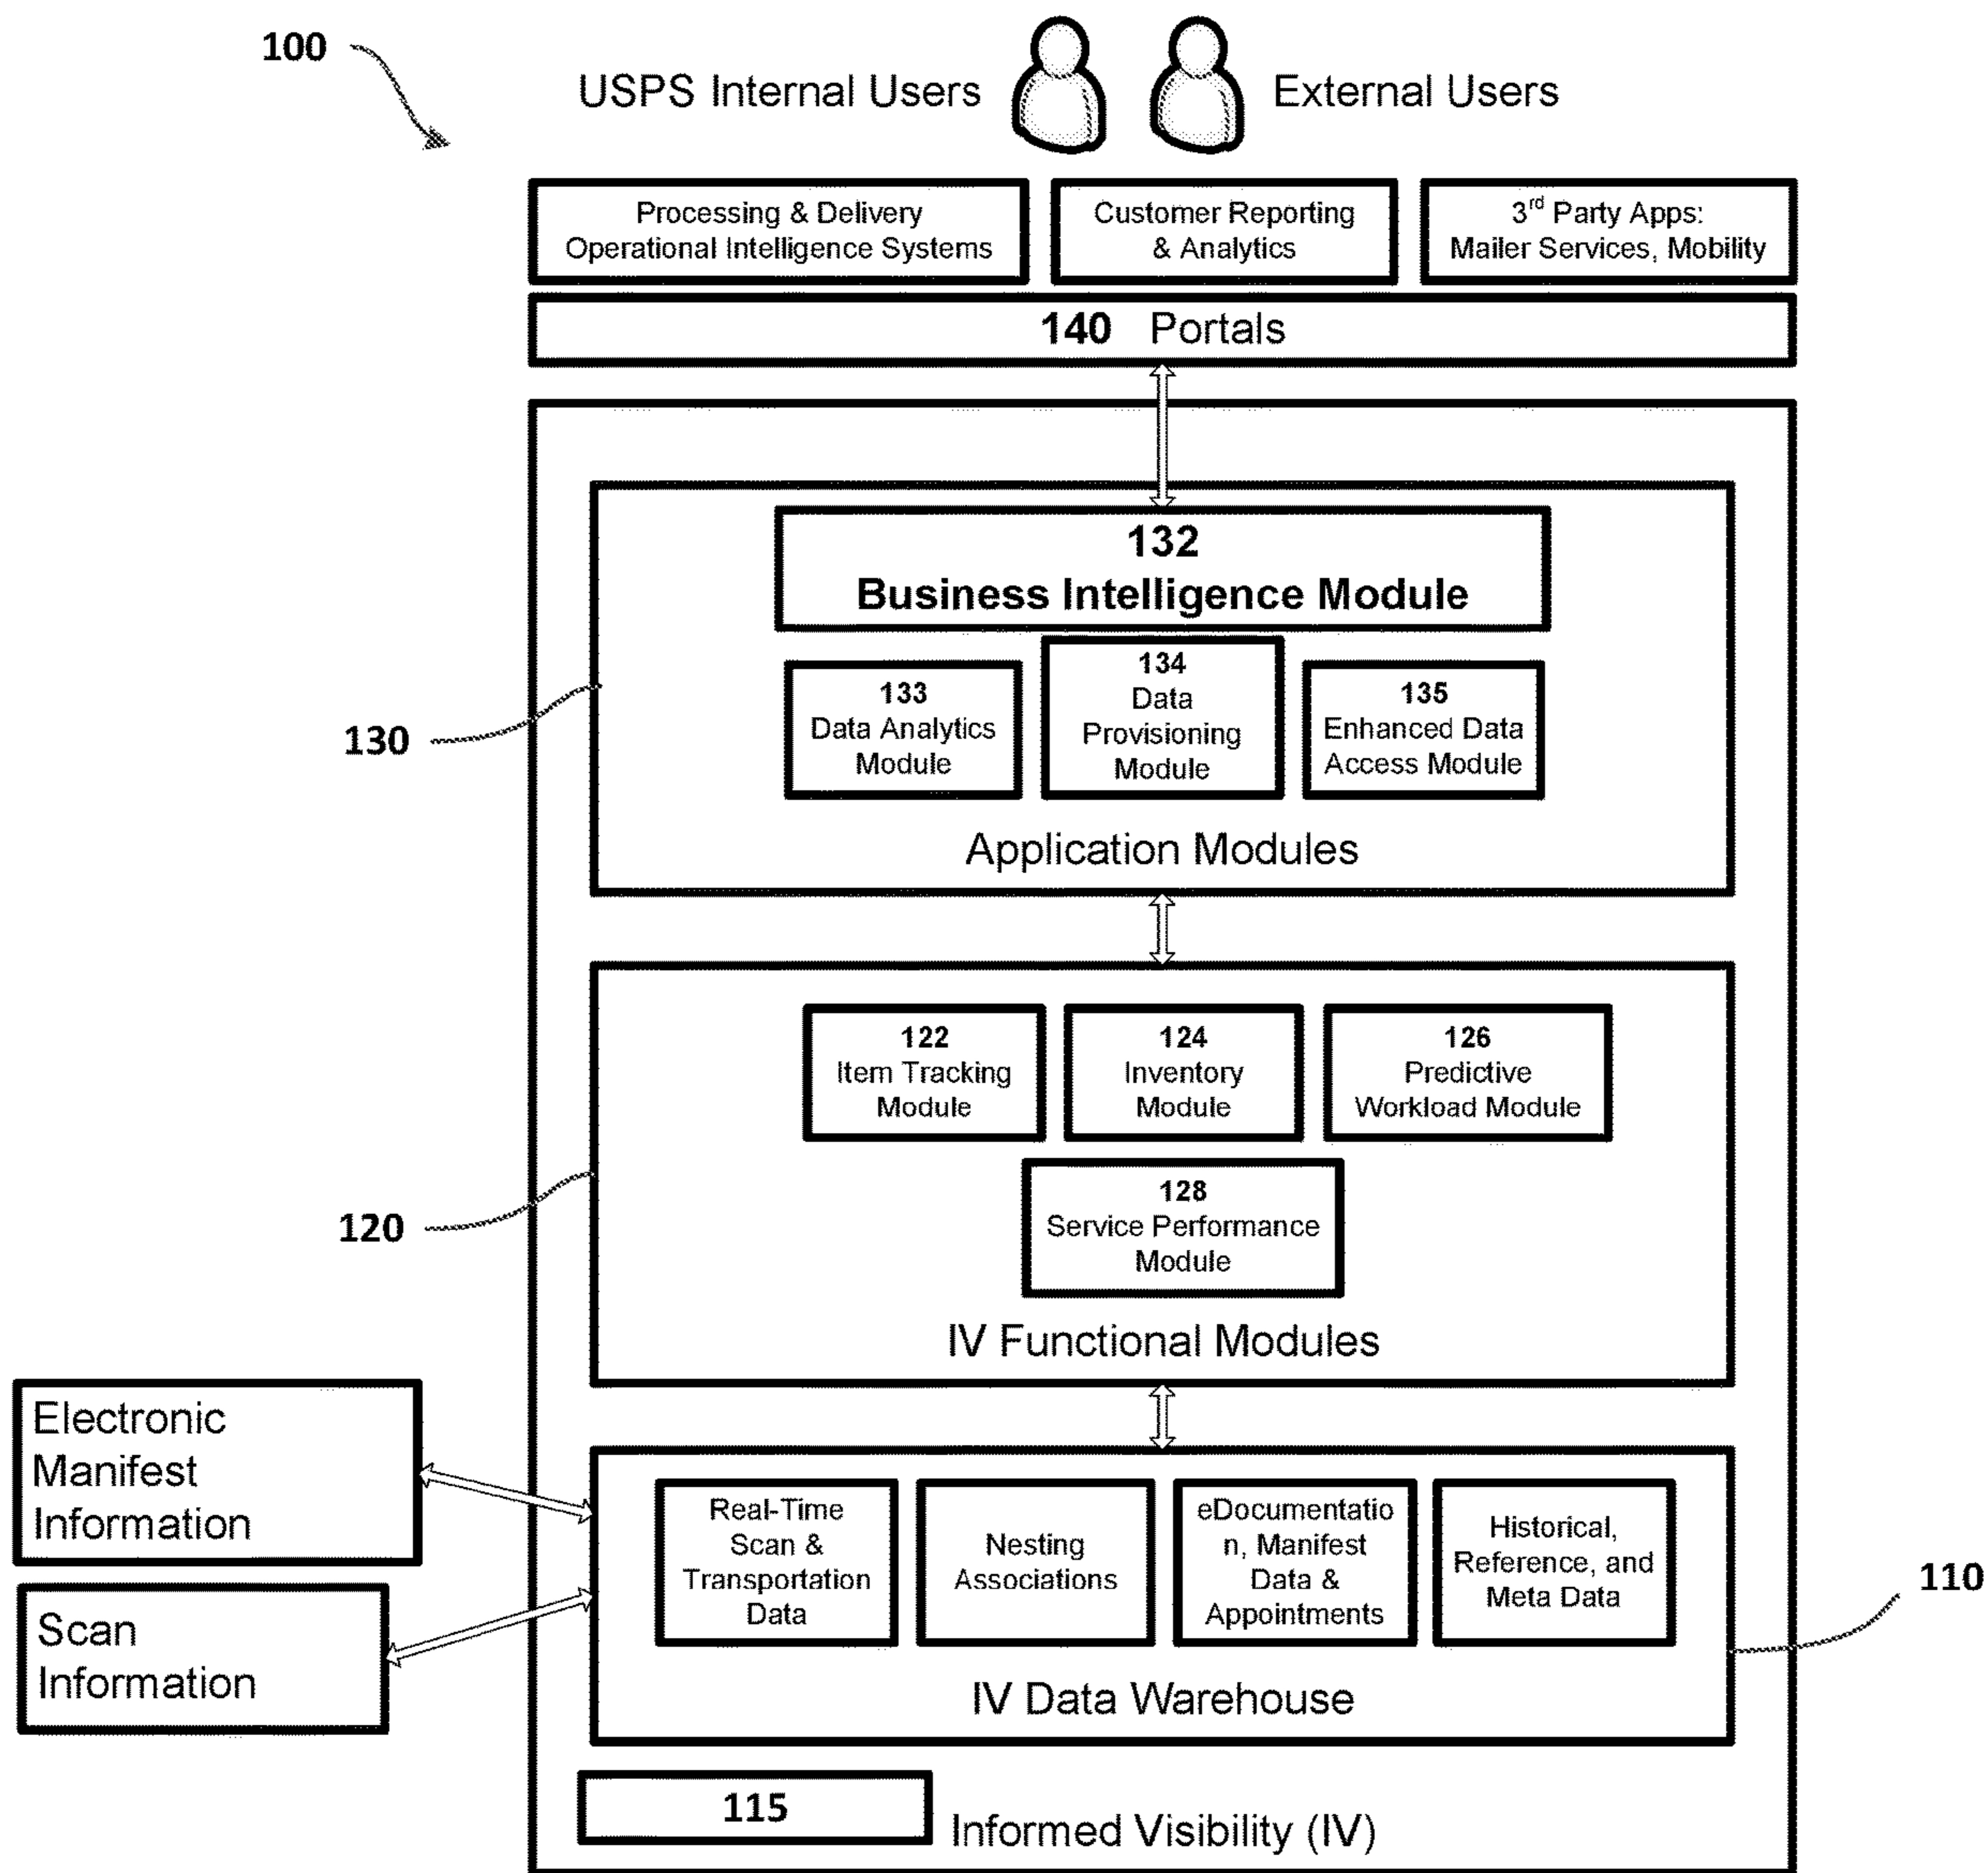 100
USPS Internal Users
External Users
Processing & Delivery
Operational Intelligence Systems
Customer Reporting
& Analytics
3rd Party Apps:
Mailer Services, Mobility
140 Portals
132
Business Intelligence Module
133
Data Analytics
Module
134
Data
Provisioning
Module
135
Enhanced Data
Access Module
130
Application Modules
122
Item Tracking
Module
124
Inventory
Module
126
Predictive
Workload Module
128
Service Performance
Module
120
IV Functional Modules
Electronic
Manifest
Information
Scan
Information
Real-Time
Scan &
Transportation
Data
Nesting
Associations
eDocumentatio
n, Manifest
Data &
Appointments
Historical,
Reference, and
Meta Data
110
IV Data Warehouse
115
Informed Visibility (IV)